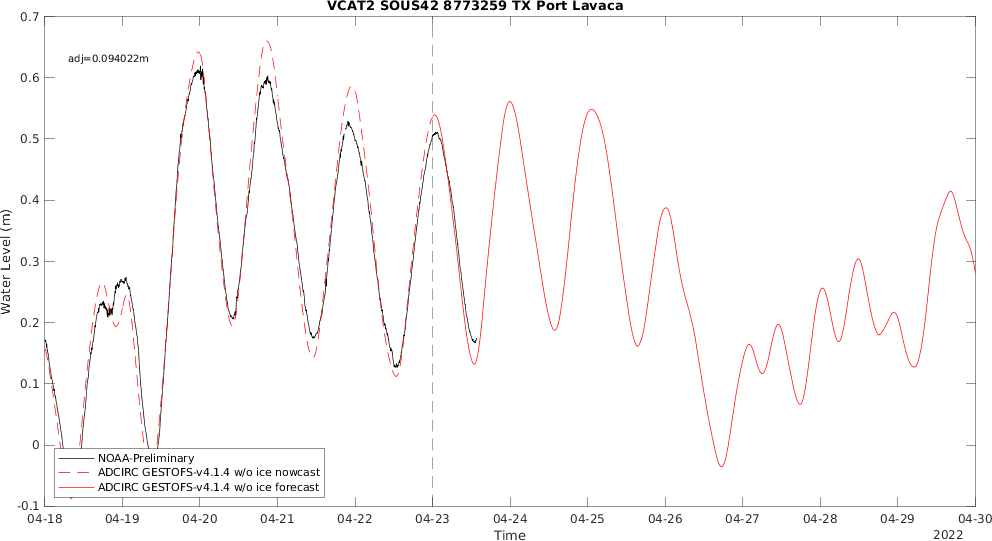 VCAT2 SOUS42 8773259 TX Port Lavaca
adj=0.094022m
0.7
0.6
0.5
0.4
0.3
0.2
0.1
0
-0.1
Water Level (m)
NOAA-Preliminary
ADCIRC GESTOFS-v4.1.4 w/o ice nowcast
ADCIRC GESTOFS-v4.1.4 w/o ice forecast
04-18 04-19 04-20 04-21 04-22 04-23 04-24 04-25 04-26 04-27 04-28 04-29 04-30
Time
2022